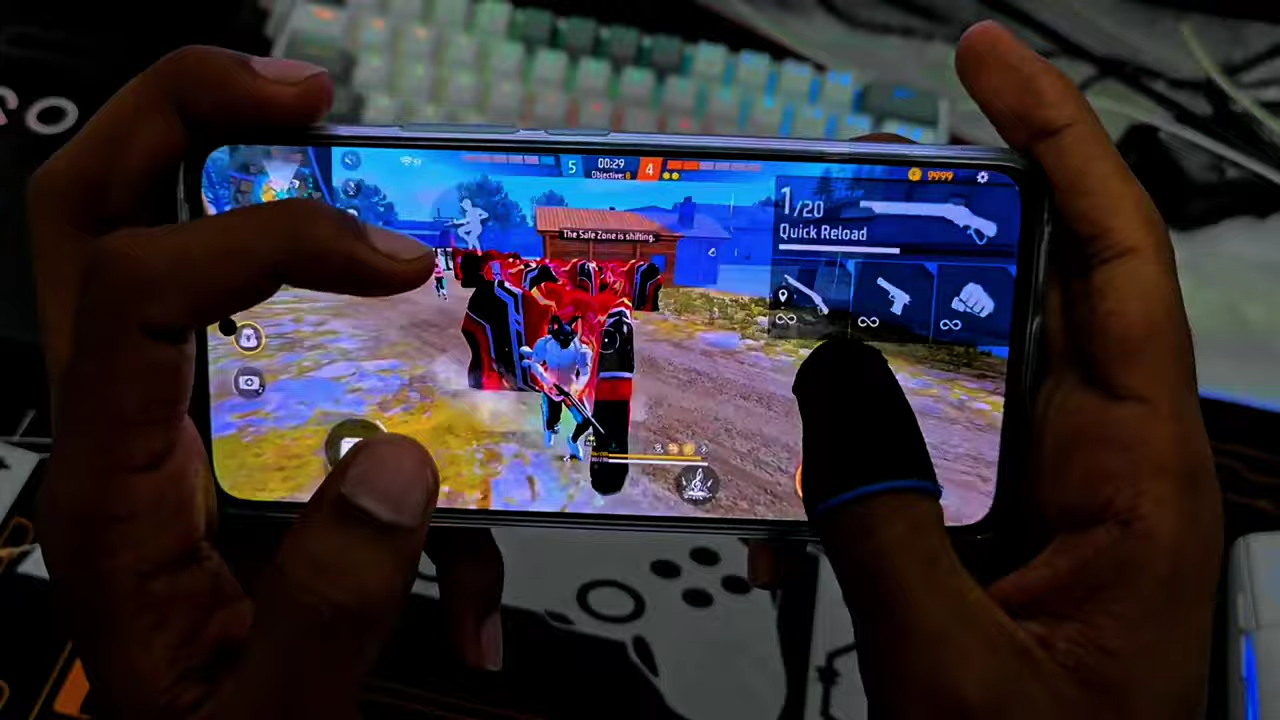 5
00:29
Objective: 8
4
9999
The Safe Zone is shifting.
1/20
Quick Reload
∞
∞
∞